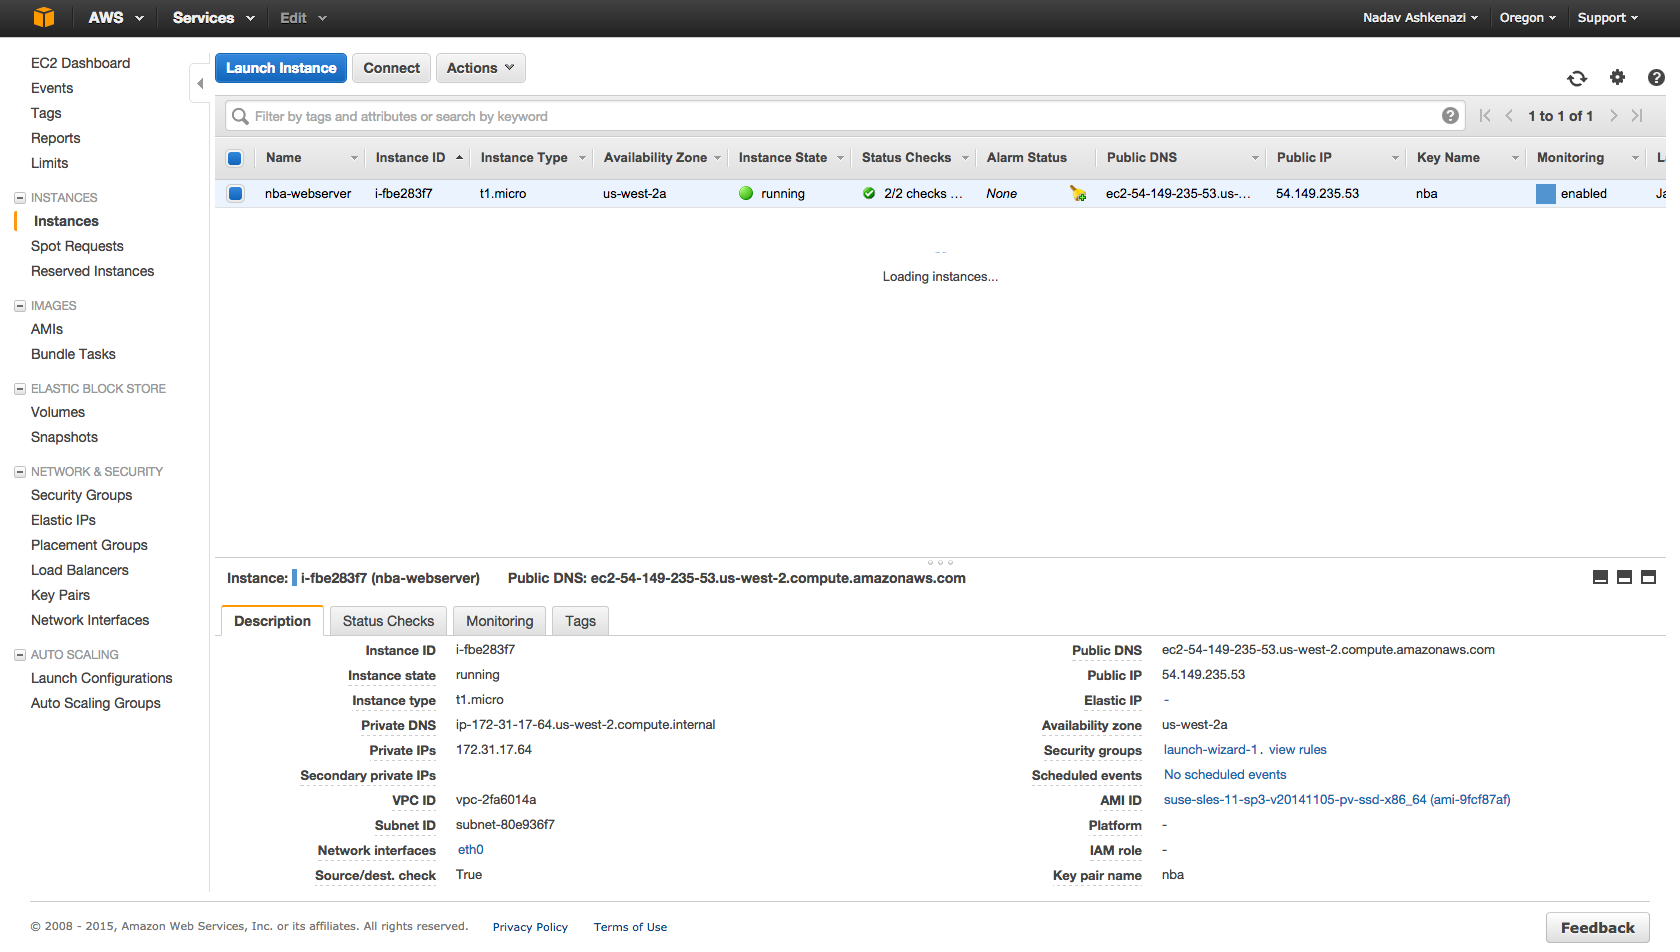 AWS Services Edit Nadav Ashkenazi Oregon Support
EC2 Dashboard
Events
Tags
Reports
Limits
INSTANCES
Instances
Spot Requests
Reserved Instances
IMAGES
AMIs
Bundle Tasks
ELASTIC BLOCK STORE
Volumes
Snapshots
NETWORK & SECURITY
Security Groups
Elastic IPs
Placement Groups
Load Balancers
Key Pairs
Network Interfaces
AUTO SCALING
Launch Configurations
Auto Scaling Groups
Launch Instance Connect Actions
Filter by tags and attributes or search by keyword 1 to 1 of 1
Name Instance ID Instance Type Availability Zone Instance State Status Checks Alarm Status Public DNS Public IP Key Name Monitoring L
nba-webserver i-fbe283f7 t1.micro us-west-2a running 2/2 checks ... None ec2-54-149-235-53.us-... 54.149.235.53 nba enabled Ja
Loading instances...
Instance: i-fbe283f7 (nba-webserver) Public DNS: ec2-54-149-235-53.us-west-2.compute.amazonaws.com
Description Status Checks Monitoring Tags
Instance ID i-fbe283f7
Instance state running
Instance type t1.micro
Private DNS ip-172-31-17-64.us-west-2.compute.internal
Private IPs 172.31.17.64
Secondary private IPs
VPC ID vpc-2fa6014a
Subnet ID subnet-80e936f7
Network interfaces eth0
Source/dest. check True
Public DNS ec2-54-149-235-53.us-west-2.compute.amazonaws.com
Public IP 54.149.235.53
Elastic IP -
Availability zone us-west-2a
Security groups launch-wizard-1. view rules
Scheduled events No scheduled events
AMI ID suse-sles-11-sp3-v20141105-pv-ssd-x86_64 (ami-9fcf87af)
Platform -
IAM role -
Key pair name nba
© 2008 - 2015, Amazon Web Services, Inc. or its affiliates. All rights reserved. Privacy Policy Terms of Use Feedback